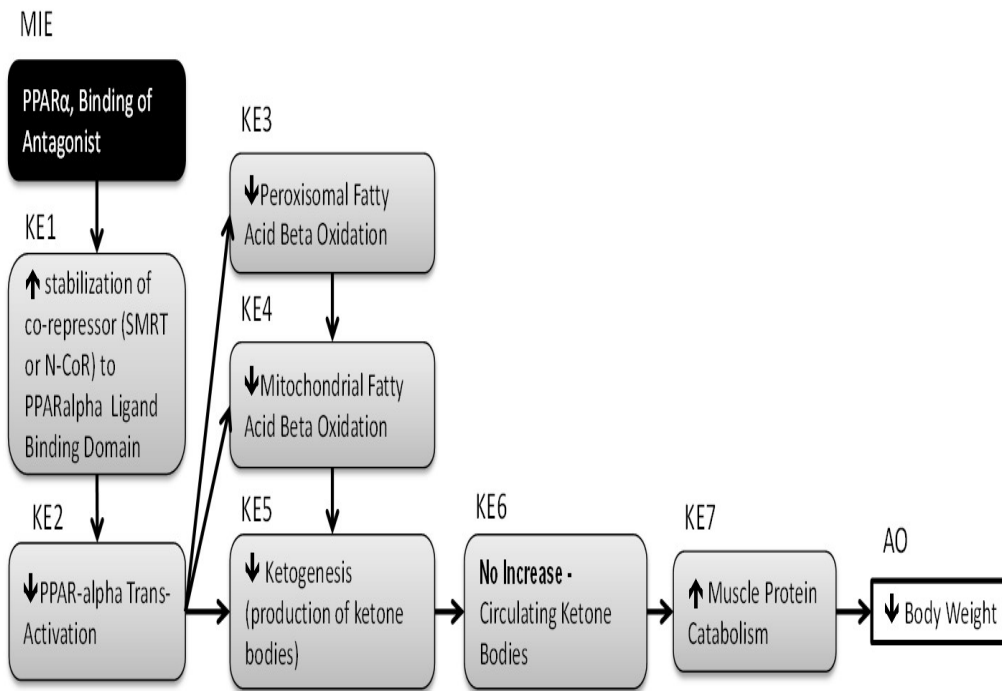 MIE
PPARα, Binding of
Antagonist
KE1
↑ stabilization of
co-repressor (SMRT
or N-CoR) to
PPARalpha Ligand
Binding Domain
KE2
↓PPAR-alpha Trans-
Activation
KE3
↓Peroxisomal Fatty
Acid Beta Oxidation
KE4
↓Mitochondrial Fatty
Acid Beta Oxidation
KE5
↓ Ketogenesis
(production of ketone
bodies)
KE6
No Increase -
Circulating Ketone
Bodies
KE7
↑ Muscle Protein
Catabolism
AO
↓ Body Weight